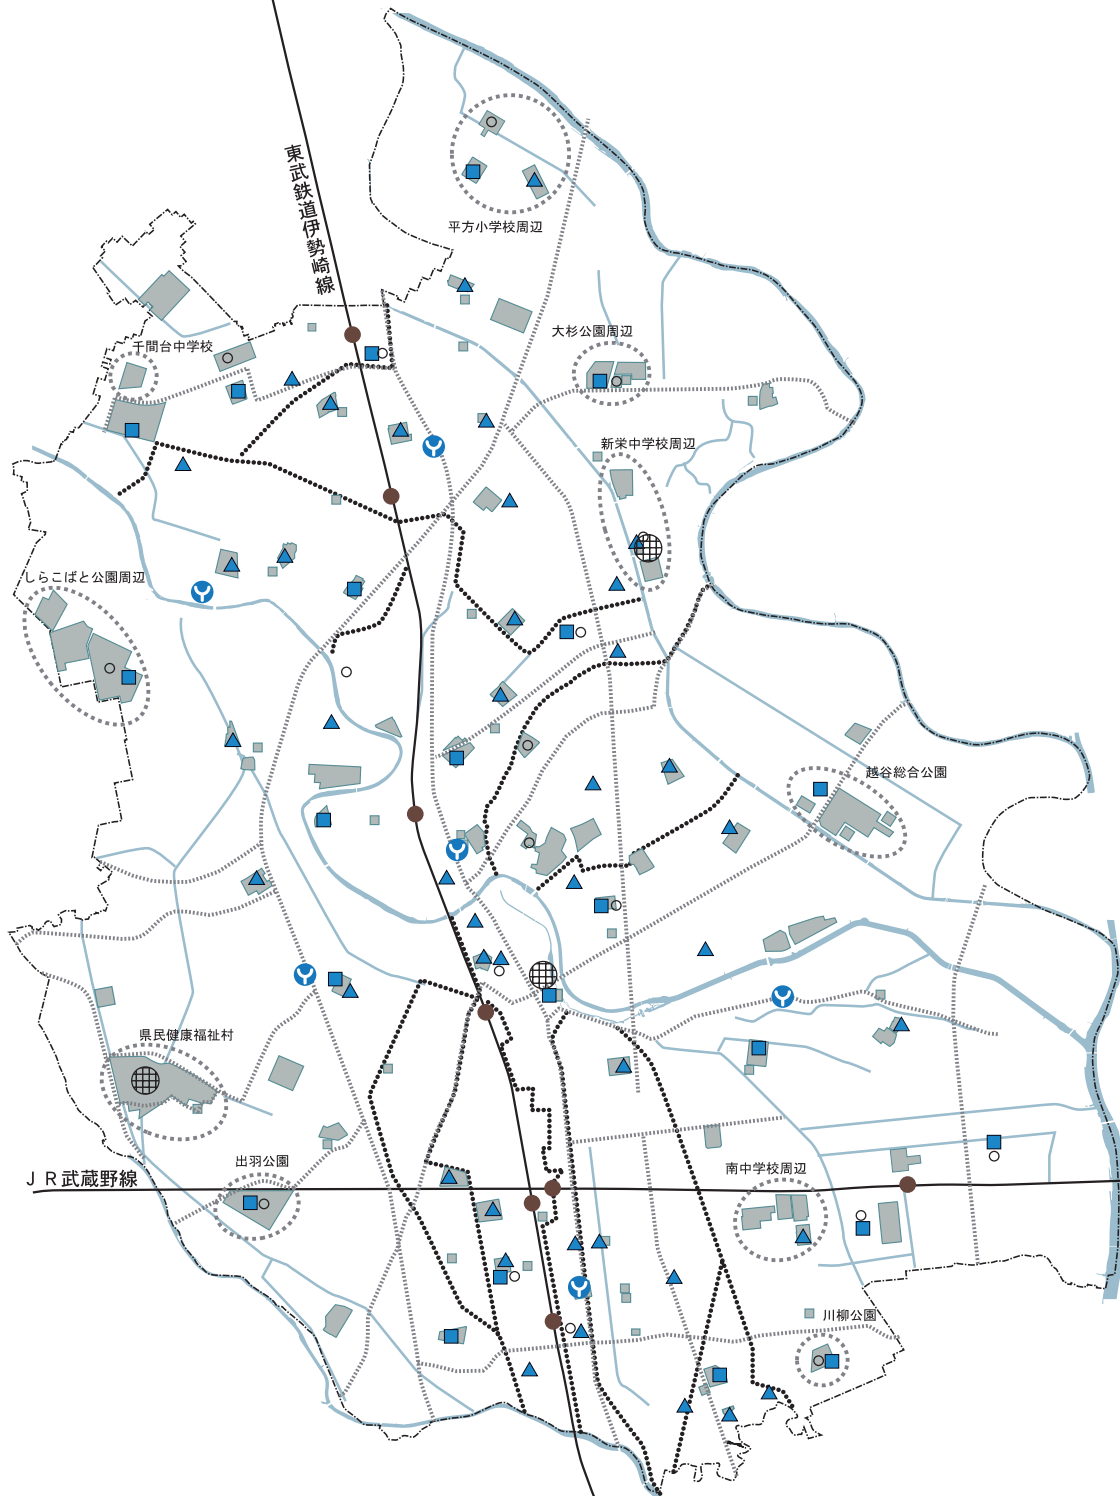 東武鉄道伊勢崎線
平方小学校周辺
大杉公園周辺
千間台中学校
新栄中学校周辺
しらこばと公園周辺
越谷総合公園
県民健康福祉村
出羽公園
ＪＲ武蔵野線
南中学校周辺
川柳公園